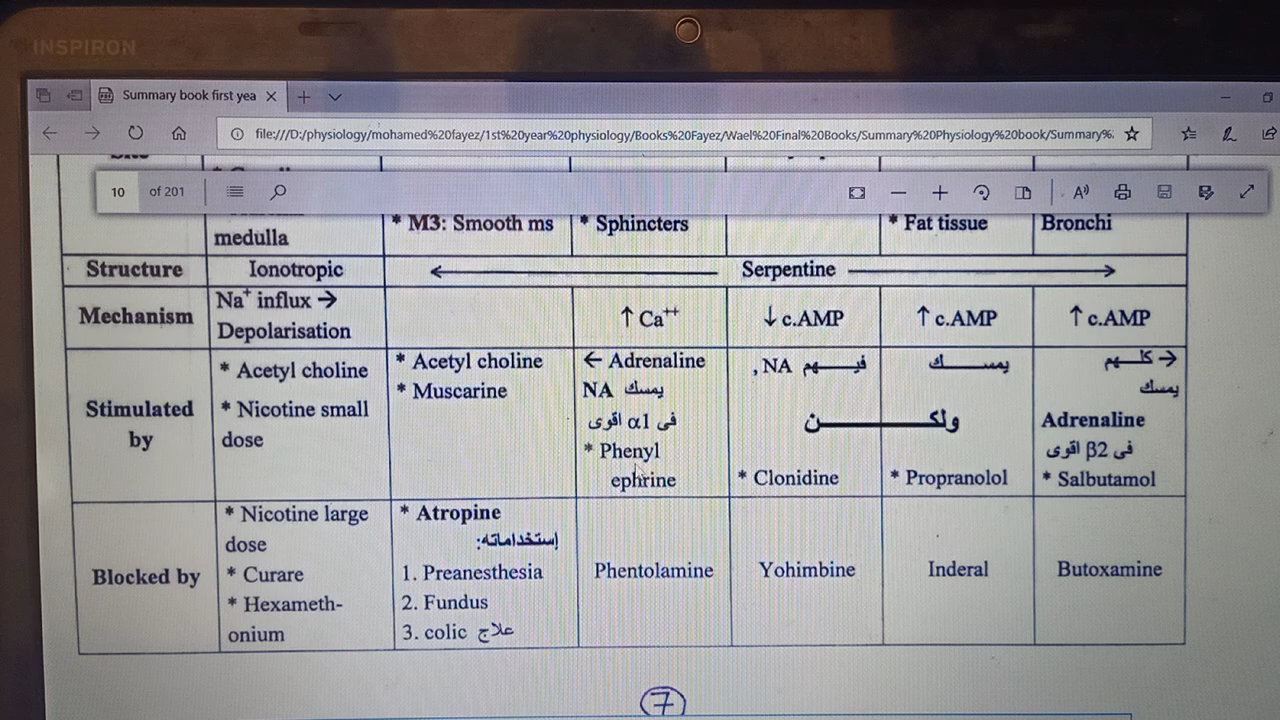 INSPIRON
Summary book first yea
file:///D:/physiology/mohamed%20fayez/1st%20year%20physiology/Books%20Fayez/Wael%20Final%20Books/Summary%20Physiology%20book/Summary%.
10 of 201
medulla
* M3: Smooth ms
* Sphincters
* Fat tissue
Bronchi
Structure
Ionotropic
← Serpentine →
Mechanism
Na⁺ influx →
Depolarisation
↑ Ca⁺⁺
↓ c.AMP
↑ c.AMP
↑ c.AMP
Stimulated
by
* Acetyl choline
* Nicotine small
dose
* Acetyl choline
* Muscarine
← Adrenaline
NA يمسك
فى α1 اقوى
* Phenyl
ephrine
, NA فيهم
يمسك
كلهم →
يمسك
ولكن
* Clonidine
* Propranolol
Adrenaline
فى β2 اقوى
* Salbutamol
Blocked by
* Nicotine large
dose
* Curare
* Hexameth-
onium
* Atropine
إستخداماته:
1. Preanesthesia
2. Fundus
3. colic علاج
Phentolamine
Yohimbine
Inderal
Butoxamine
7